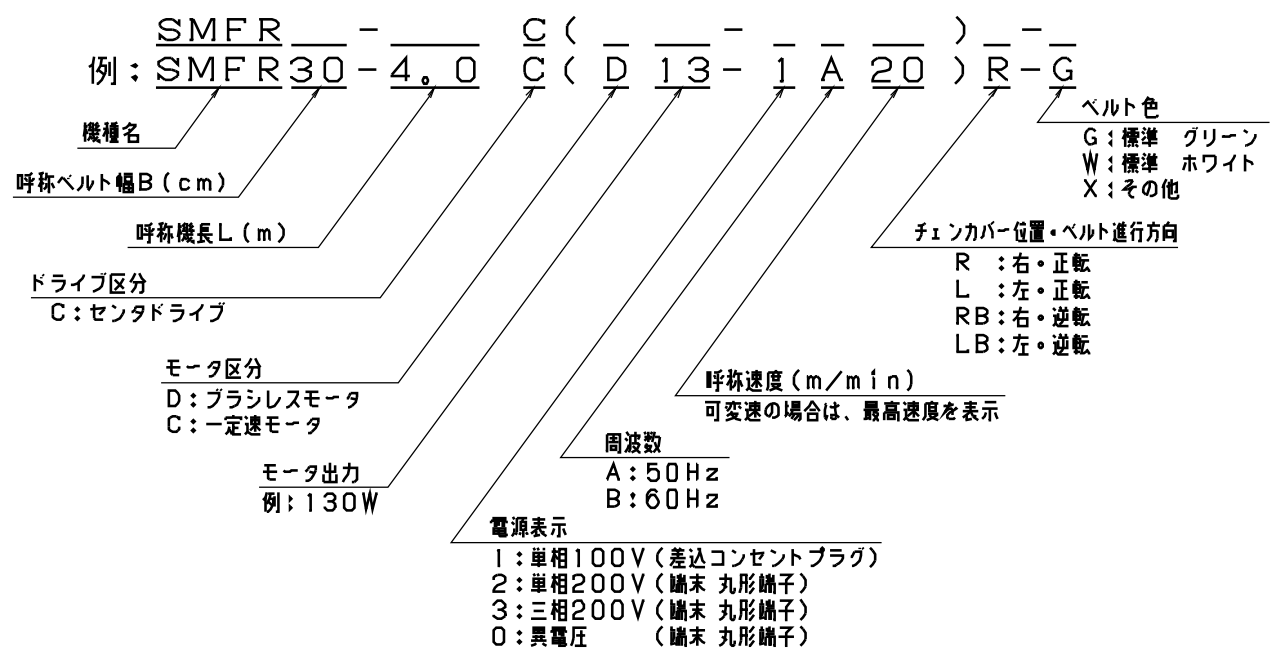 SMFR__-___ C(_ __-_ _ __)_-_
例：SMFR30-4.0 C(D13-1A20)R-G
機種名
呼称ベルト幅B(cm)
呼称機長L(m)
ドライブ区分
C：センタドライブ
モータ区分
D：ブラシレスモータ
C：一定速モータ
モータ出力
例：130W
電源表示
1：単相100V(差込コンセントプラグ)
2：単相200V(端末 丸形端子)
3：三相200V(端末 丸形端子)
0：異電圧 (端末 丸形端子)
周波数
A：50Hz
B：60Hz
呼称速度(m/min)
可変速の場合は、最高速度を表示
チェンカバー位置・ベルト進行方向
R ：右・正転
L ：左・正転
RB：右・逆転
LB：左・逆転
ベルト色
G：標準 グリーン
W：標準 ホワイト
X：その他